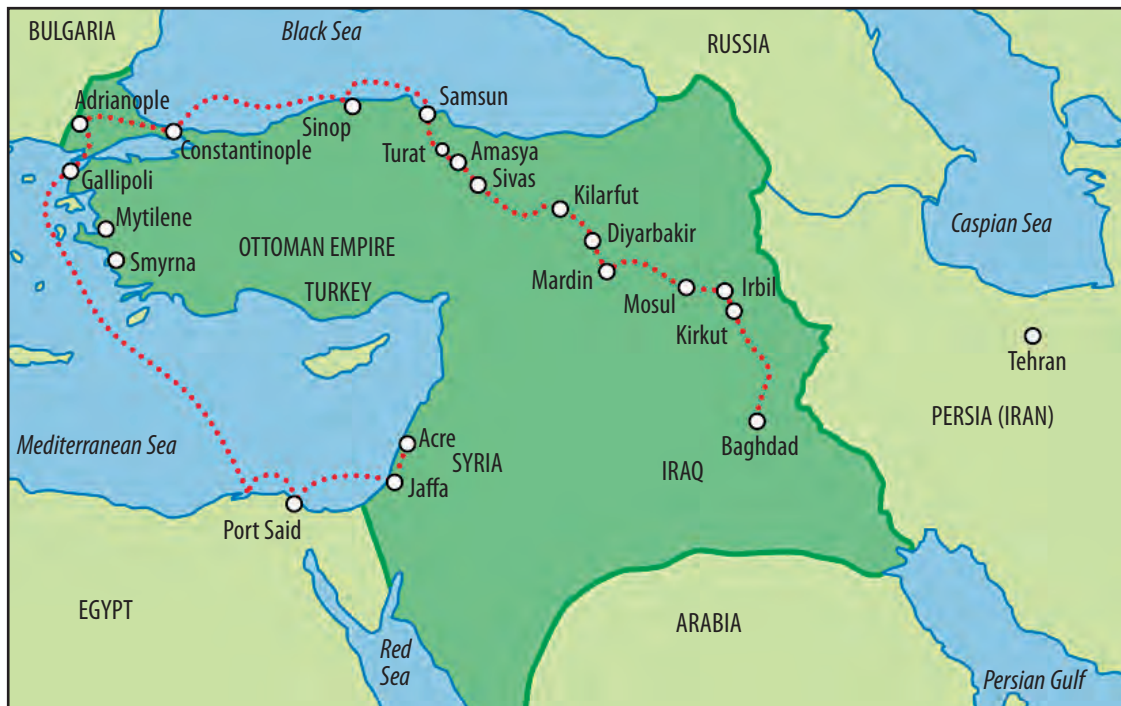 BULGARIA
Black Sea
RUSSIA
Adrianople
Constantinople
Sinop
Samsun
Gallipoli
Turat
Amasya
Sivas
Mytilene
Kilarfut
Caspian Sea
Smyrna
OTTOMAN EMPIRE
Diyarbakir
TURKEY
Mardin
Mosul
Irbil
Kirkut
Tehran
PERSIA (IRAN)
Mediterranean Sea
Acre
SYRIA
Baghdad
IRAQ
Jaffa
Port Said
EGYPT
ARABIA
Red
Sea
Persian Gulf